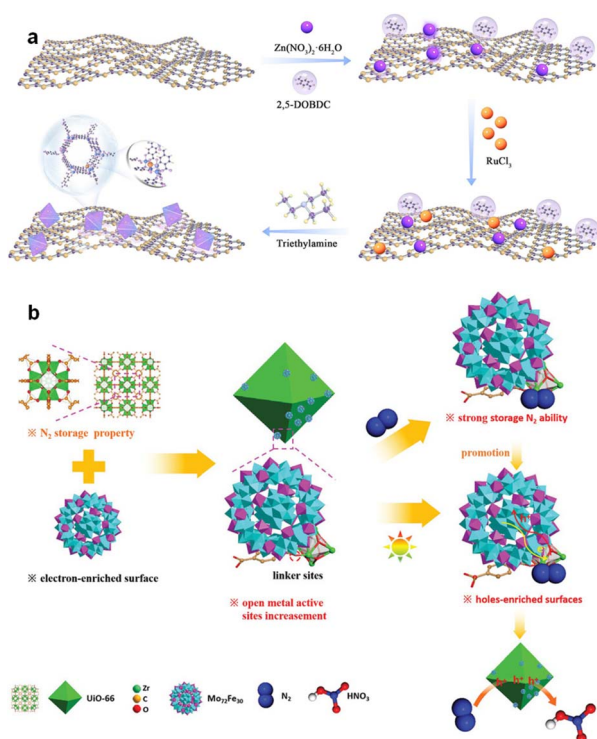 a
Zn(NO₃)₂·6H₂O
2,5-DOBDC
RuCl₃
Triethylamine
b
※ N₂ storage property
※ electron-enriched surface
linker sites
※ open metal active
sites increasement
※ strong storage N₂ ability
promotion
h⁺
※ holes-enriched surfaces
h⁺ h⁺ h⁺
UiO-66
Zr
C
O
Mo₇₂Fe₃₀
N₂
HNO₃